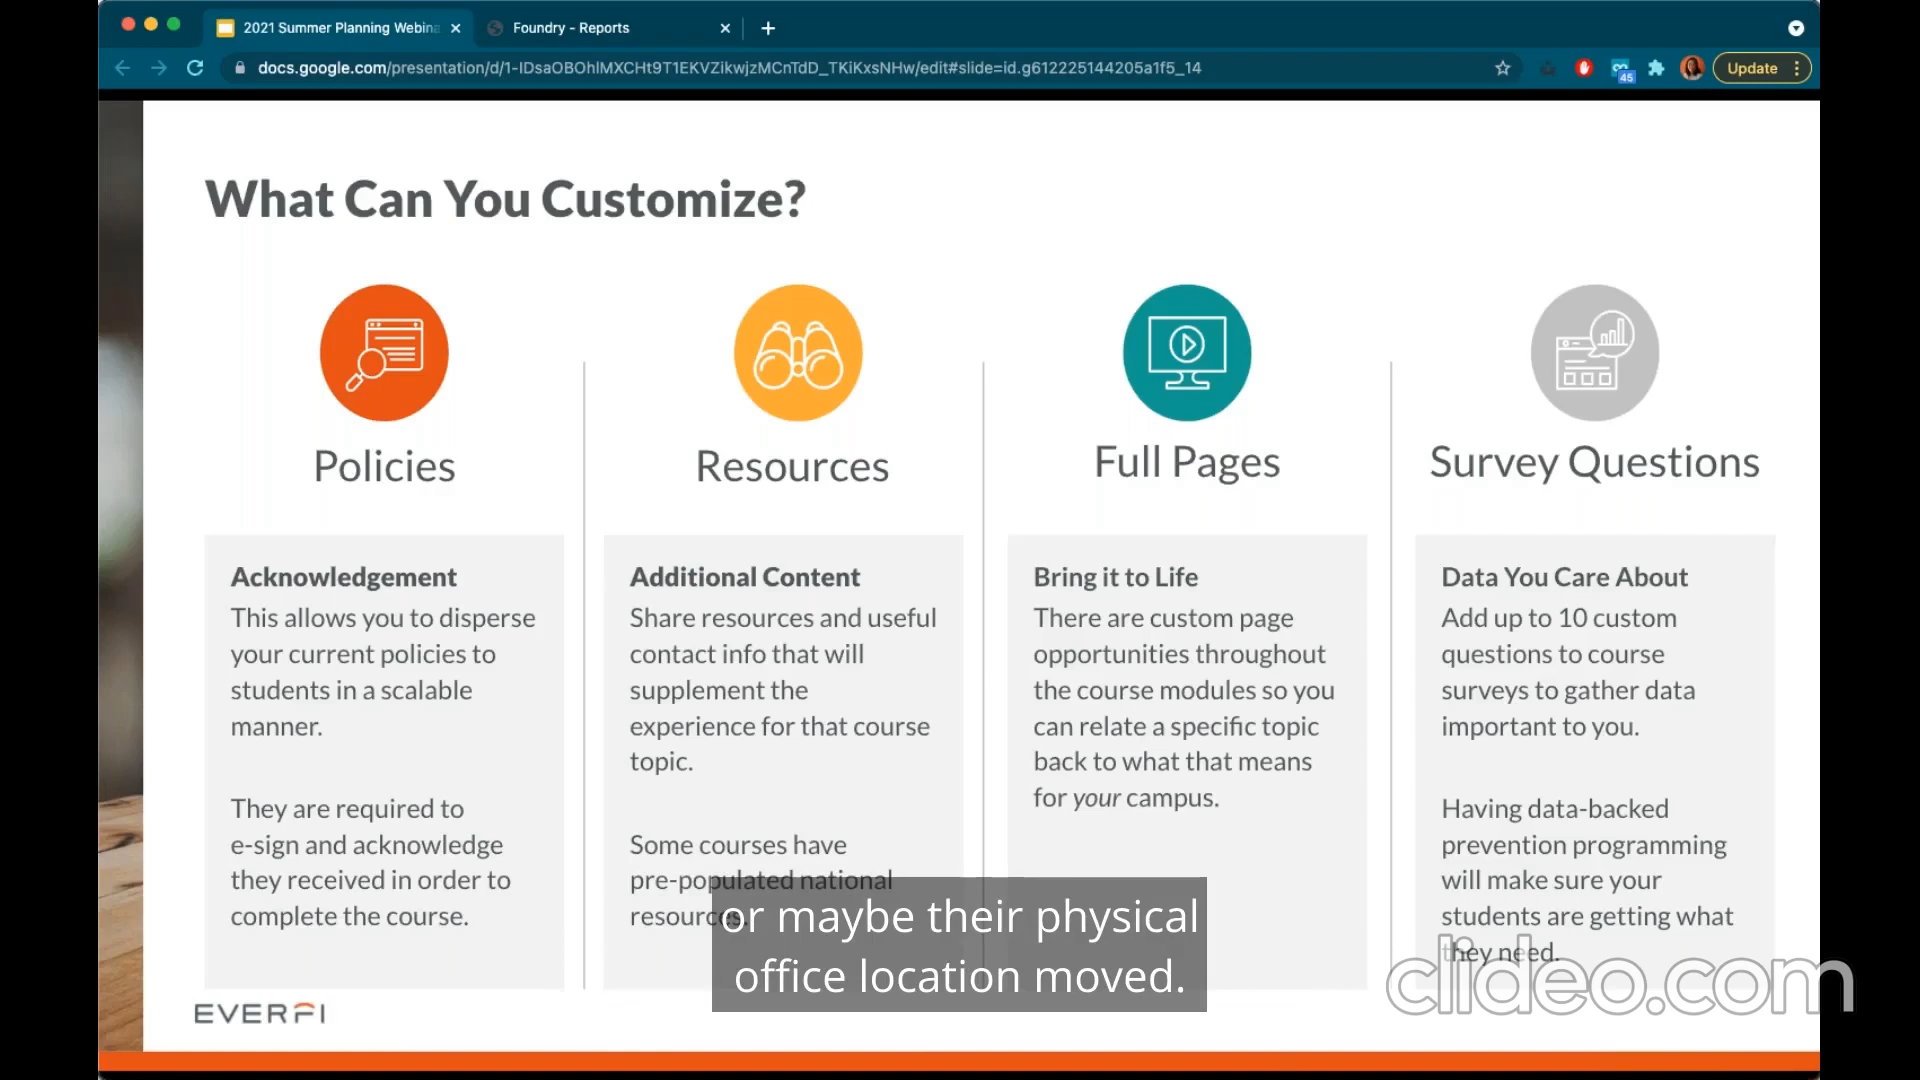 2021 Summer Planning Webina
Foundry - Reports
docs.google.com/presentation/d/1-IDsaOBOhlMXCHt9T1EKVZikwjzMCnTdD_TKiKxsNHw/edit#slide=id.g612225144205a1f5_14
45
Update
What Can You Customize?
Policies
Acknowledgement
This allows you to disperse
your current policies to
students in a scalable
manner.
They are required to
e-sign and acknowledge
they received in order to
complete the course.
Resources
Additional Content
Share resources and useful
contact info that will
supplement the
experience for that course
topic.
Some courses have
pre-populated national
resources.
Full Pages
Bring it to Life
There are custom page
opportunities throughout
the course modules so you
can relate a specific topic
back to what that means
for your campus.
Survey Questions
Data You Care About
Add up to 10 custom
questions to course
surveys to gather data
important to you.
Having data-backed
prevention programming
will make sure your
students are getting what
they need.
or maybe their physical
office location moved.
EVERFI
clideo.com